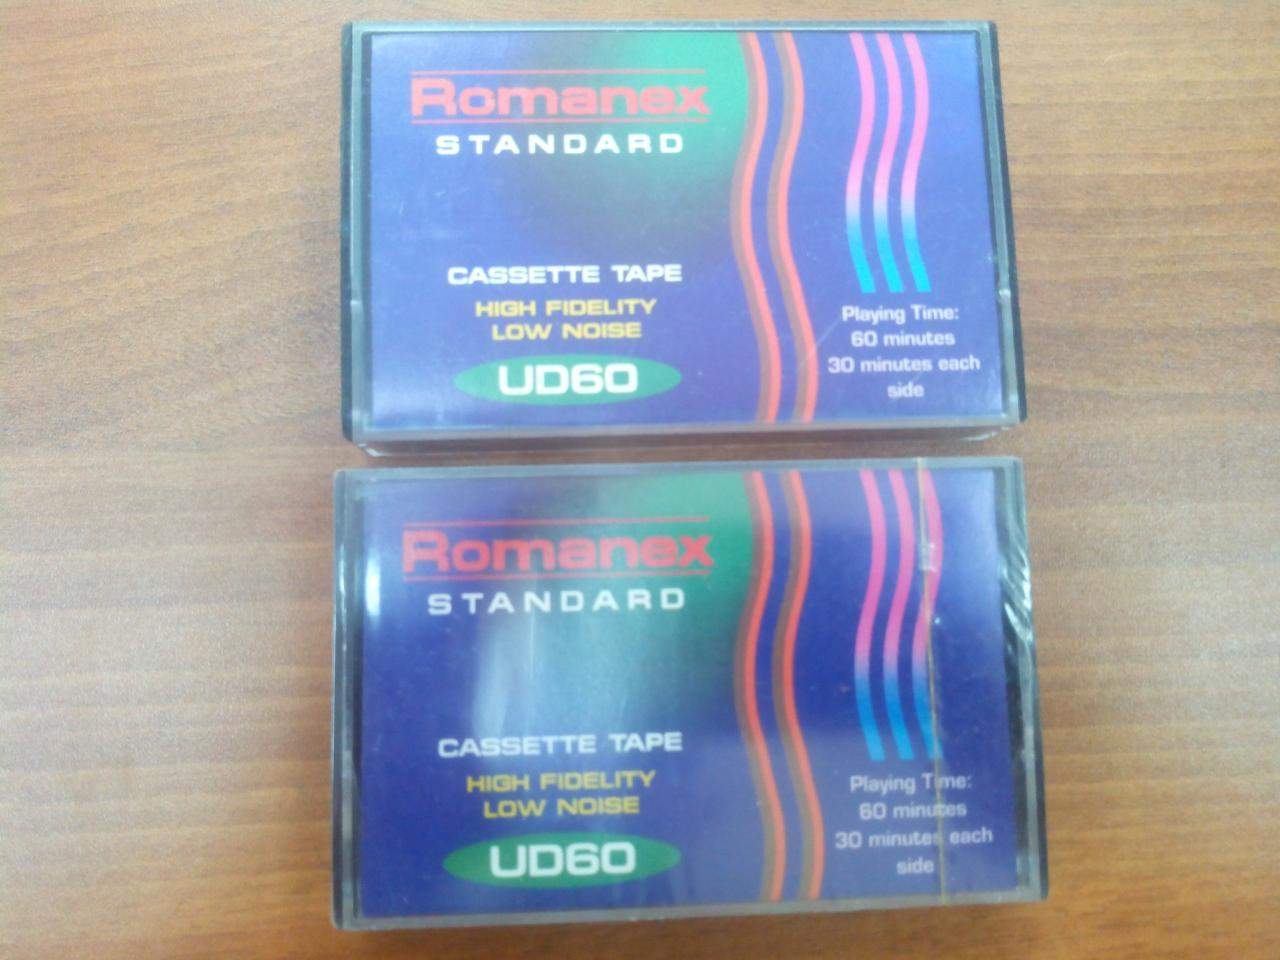 Romanex
STANDARD
CASSETTE TAPE
HIGH FIDELITY
LOW NOISE
UD60
Playing Time:
60 minutes
30 minutes each
side
Romanex
STANDARD
CASSETTE TAPE
HIGH FIDELITY
LOW NOISE
UD60
Playing Time:
60 minutes
30 minutes each
side